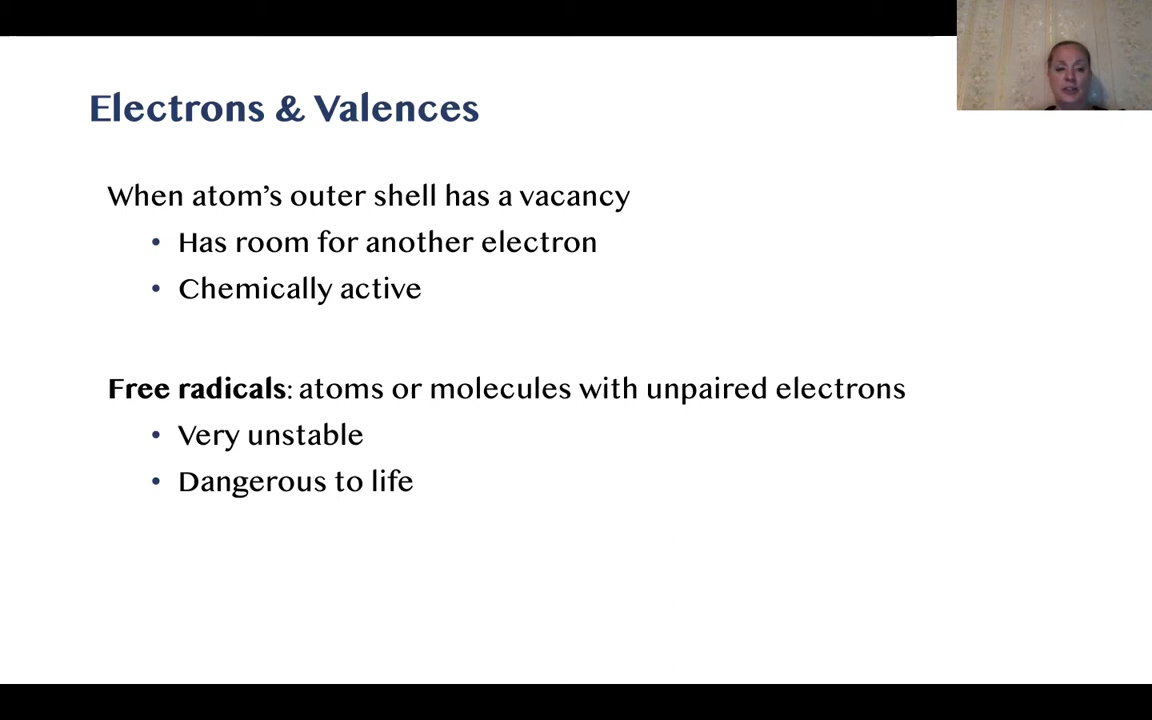 Electrons & Valences
When atom’s outer shell has a vacancy
• Has room for another electron
• Chemically active
Free radicals: atoms or molecules with unpaired electrons
• Very unstable
• Dangerous to life